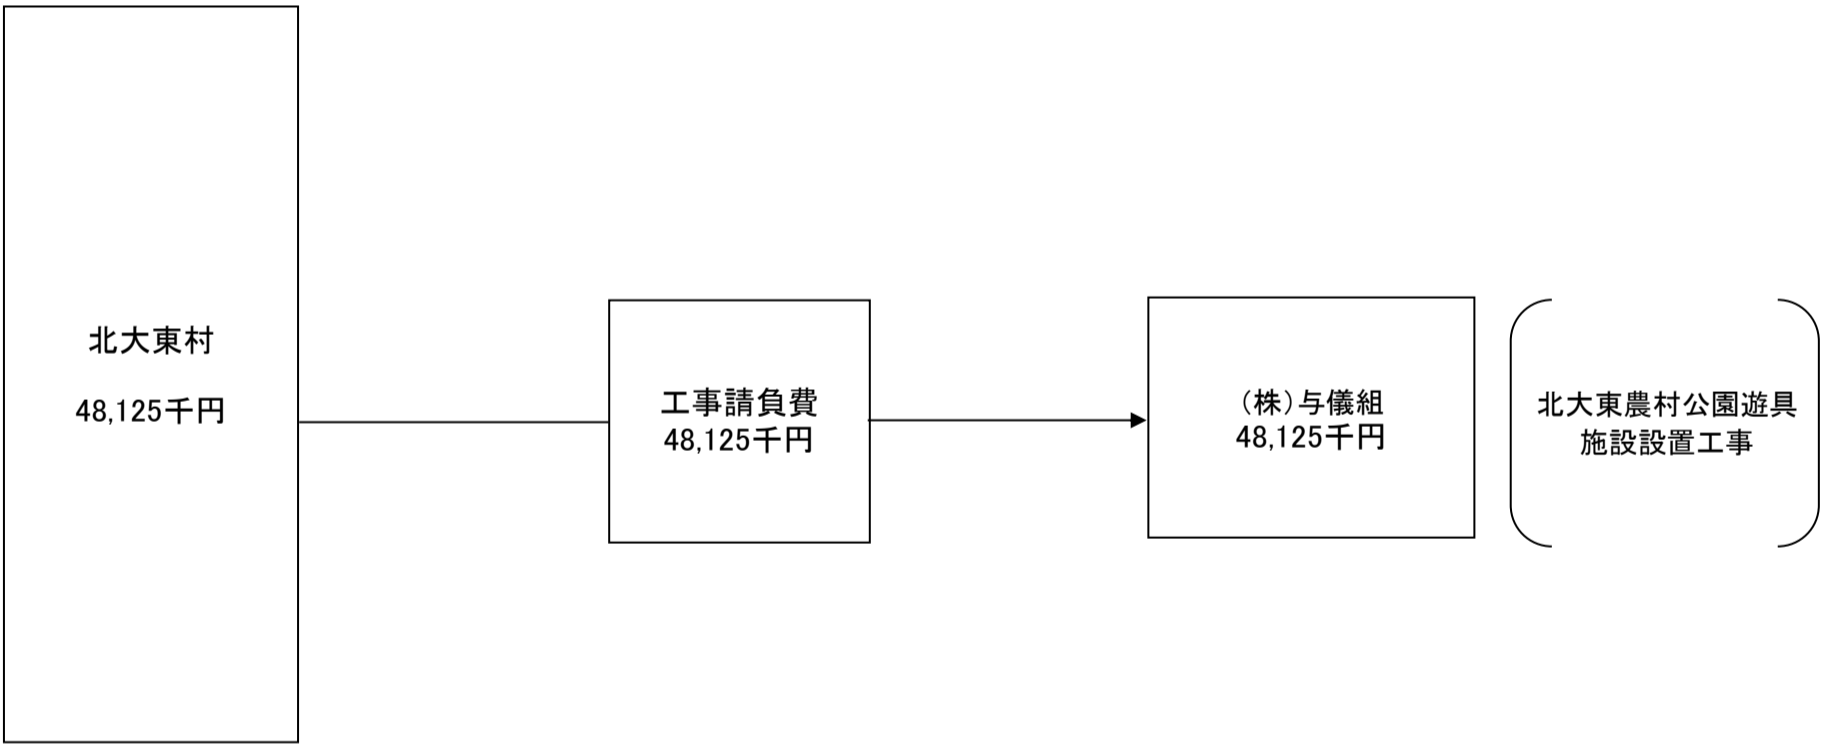 北大東村
48,125千円
工事請負費
48,125千円
（株）与儀組
48,125千円
北大東農村公園遊具
施設設置工事